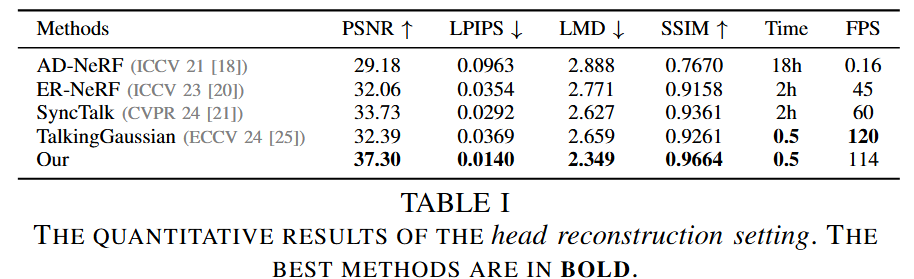 Methods PSNR ↑ LPIPS ↓ LMD ↓ SSIM ↑ Time FPS
AD-NeRF (ICCV 21 [18]) 29.18 0.0963 2.888 0.7670 18h 0.16
ER-NeRF (ICCV 23 [20]) 32.06 0.0354 2.771 0.9158 2h 45
SyncTalk (CVPR 24 [21]) 33.73 0.0292 2.627 0.9361 2h 60
TalkingGaussian (ECCV 24 [25]) 32.39 0.0369 2.659 0.9261 0.5 120
Our 37.30 0.0140 2.349 0.9664 0.5 114
TABLE I
THE QUANTITATIVE RESULTS OF THE head reconstruction setting. THE
BEST METHODS ARE IN BOLD.